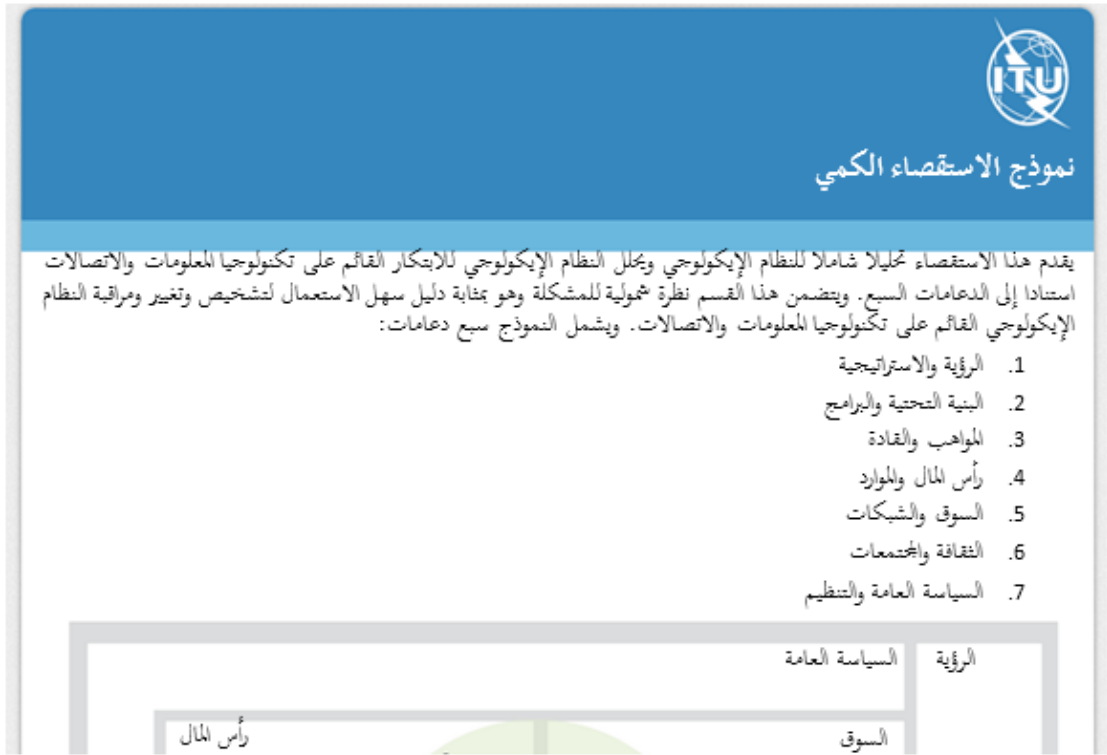 ITU
نموذج الاستقصاء الكمي
يقدم هذا الاستقصاء تحليلا شاملا للنظام الإيكولوجي ويحلل النظام الإيكولوجي للابتكار القائم على تكنولوجيا المعلومات والاتصالات
استنادا إلى الدعامات السبع. ويتضمن هذا القسم نظرة شمولية للمشكلة وهو بمثابة دليل سهل الاستعمال لتشخيص وتغيير ومراقبة النظام
الإيكولوجي القائم على تكنولوجيا المعلومات والاتصالات. ويشمل النموذج سبع دعامات:
1. الرؤية والاستراتيجية
2. البنية التحتية والبرامج
3. المواهب والقادة
4. رأس المال والموارد
5. السوق والشبكات
6. الثقافة والمجتمعات
7. السياسة العامة والتنظيم
الرؤية السياسة العامة
السوق رأس المال